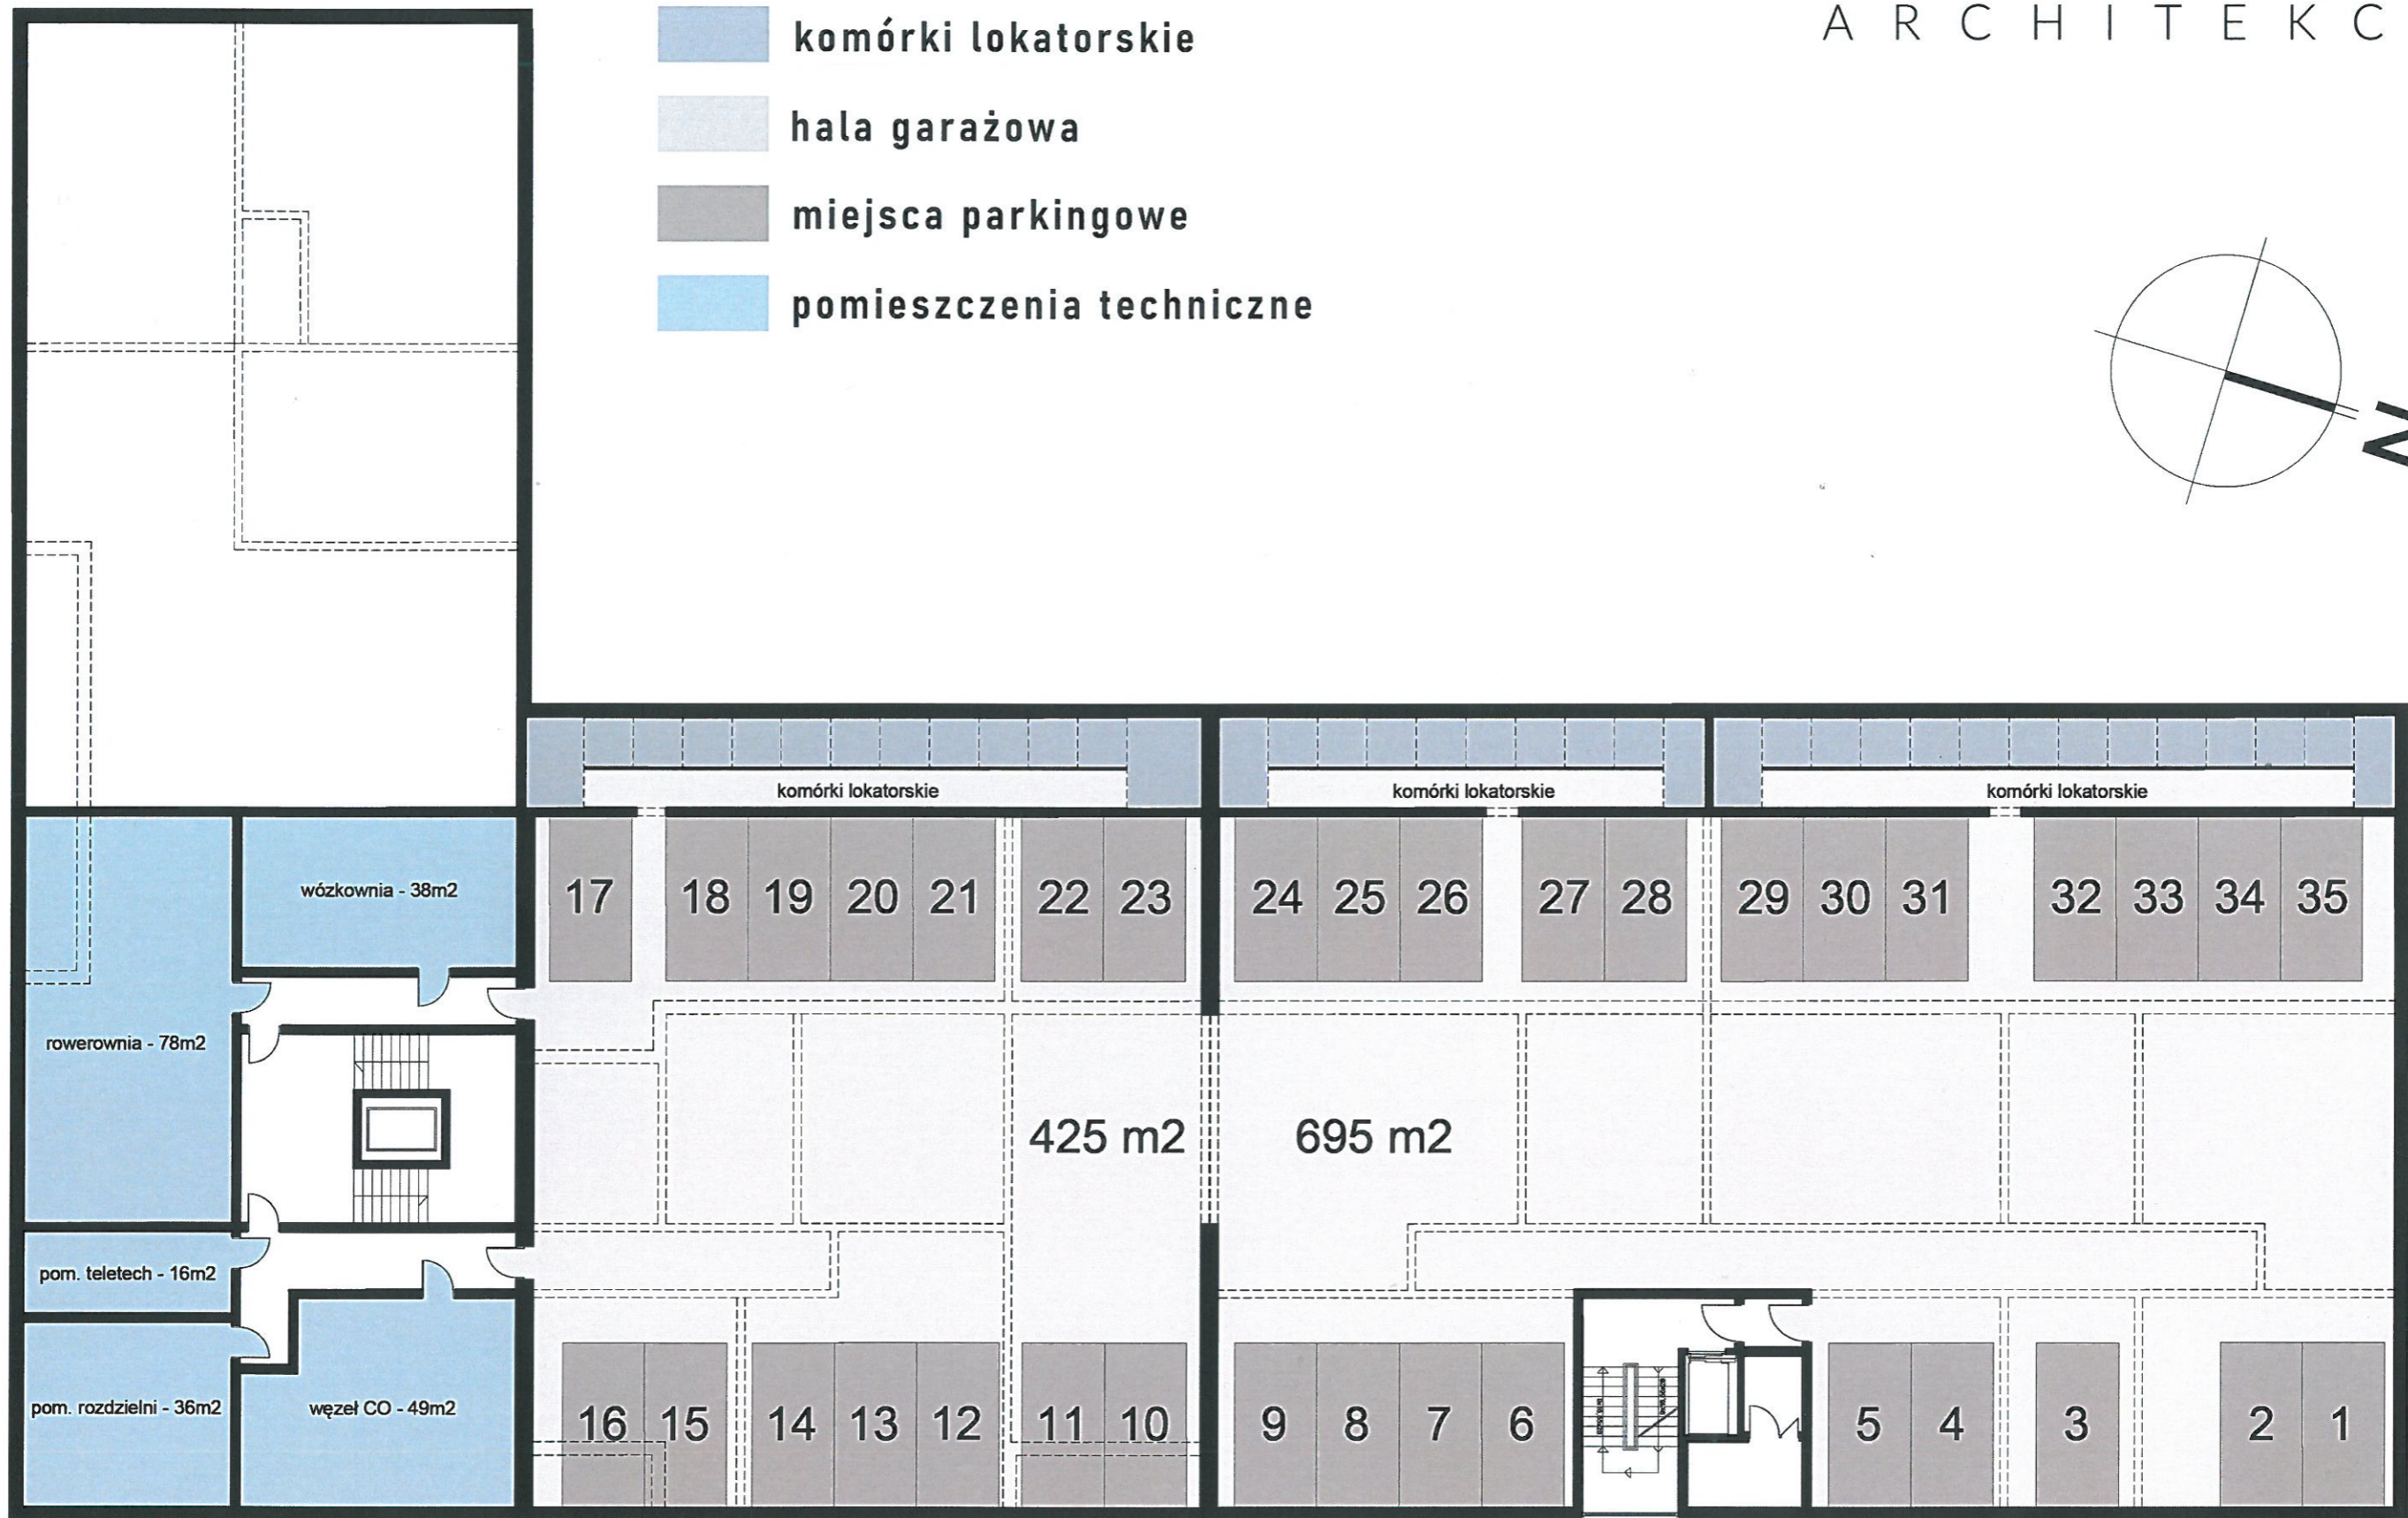 komórki lokatorskie
A R C H I T E K C
hala garażowa
miejsca parkingowe
pomieszczenia techniczne
N
komórki lokatorskie
komórki lokatorskie
komórki lokatorskie
wózkownia - 38m2
17 18 19 20 21 22 23 24 25 26 27 28 29 30 31 32 33 34 35
rowerownia - 78m2
425 m2
695 m2
pom. teletech - 16m2
pom. rozdzielni - 36m2
węzeł CO - 49m2
16 15 14 13 12 11 10 9 8 7 6 5 4 3 2 1